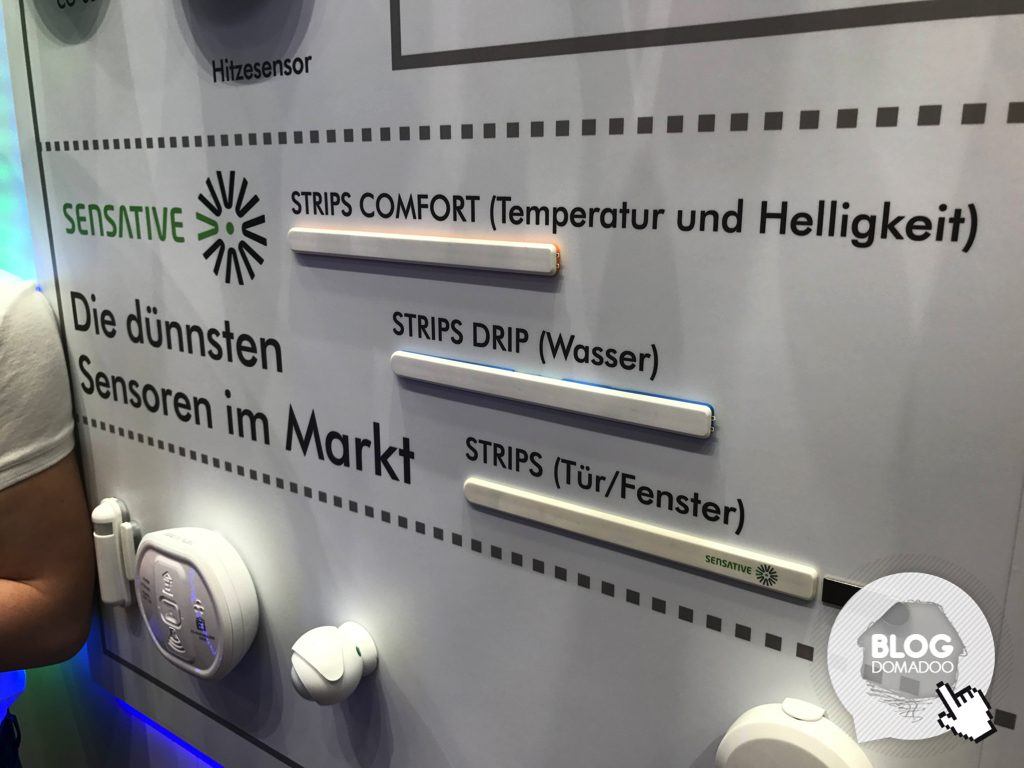 Hitzesensor
SENSATIVE
STRIPS COMFORT (Temperatur und Helligkeit)
Die dünnsten
Sensoren im Markt
STRIPS DRIP (Wasser)
STRIPS (Tür/Fenster)
SENSATIVE
BLOG
DOMADOO